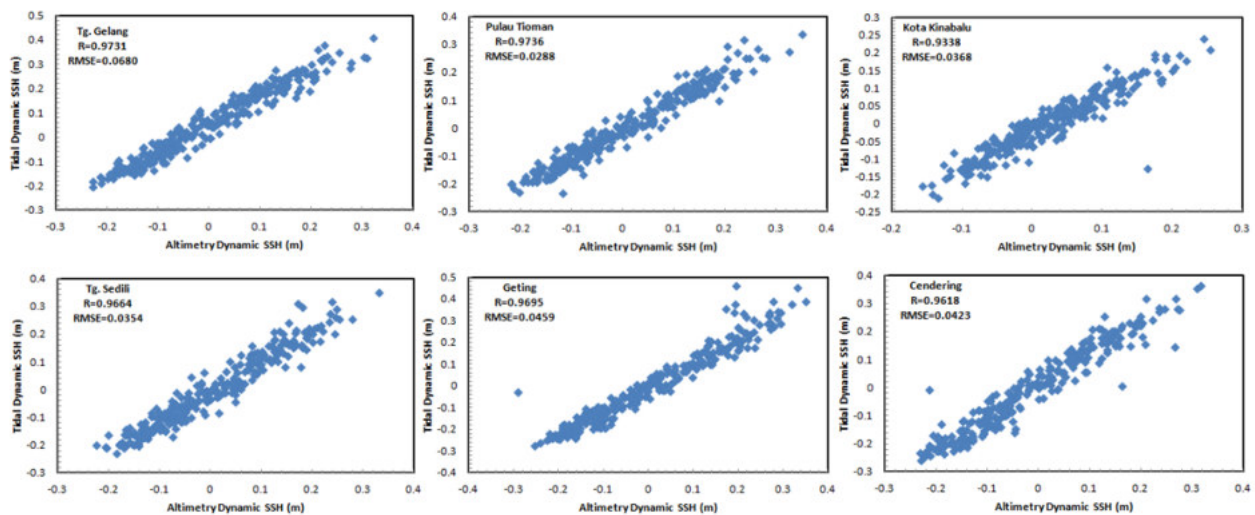 Tg. Gelang
R=0.9731
RMSE=0.0680
Tidal Dynamic SSH (m)
0.5
0.4
0.3
0.2
0.1
0
-0.1
-0.2
-0.3
-0.3 -0.2 -0.1 0 0.1 0.2 0.3 0.4
Altimetry Dynamic SSH (m)
Pulau Tioman
R=0.9736
RMSE=0.0288
Tidal Dynamic SSH (m)
0.4
0.3
0.2
0.1
0
-0.1
-0.2
-0.3
-0.3 -0.2 -0.1 0 0.1 0.2 0.3 0.4
Altimetry Dynamic SSH (m)
Kota Kinabalu
R=0.9338
RMSE=0.0368
Tidal Dynamic SSH (m)
0.3
0.25
0.2
0.15
0.1
0.05
0
-0.05
-0.1
-0.15
-0.2
-0.25
-0.2 -0.1 0 0.1 0.2 0.3
Altimetry Dynamic SSH (m)
Tg. Sedili
R=0.9664
RMSE=0.0354
Tidal Dynamic SSH (m)
0.4
0.3
0.2
0.1
0
-0.1
-0.2
-0.3
-0.3 -0.2 -0.1 0 0.1 0.2 0.3 0.4
Altimetry Dynamic SSH (m)
Geting
R=0.9695
RMSE=0.0459
Tidal Dynamic SSH (m)
0.5
0.4
0.3
0.2
0.1
0
-0.1
-0.2
-0.3
-0.4
-0.4 -0.3 -0.2 -0.1 0 0.1 0.2 0.3 0.4
Altimetry Dynamic SSH (m)
Cendering
R=0.9618
RMSE=0.0423
Tidal Dynamic SSH (m)
0.4
0.3
0.2
0.1
0
-0.1
-0.2
-0.3
-0.3 -0.2 -0.1 0 0.1 0.2 0.3 0.4
Altimetry Dynamic SSH (m)